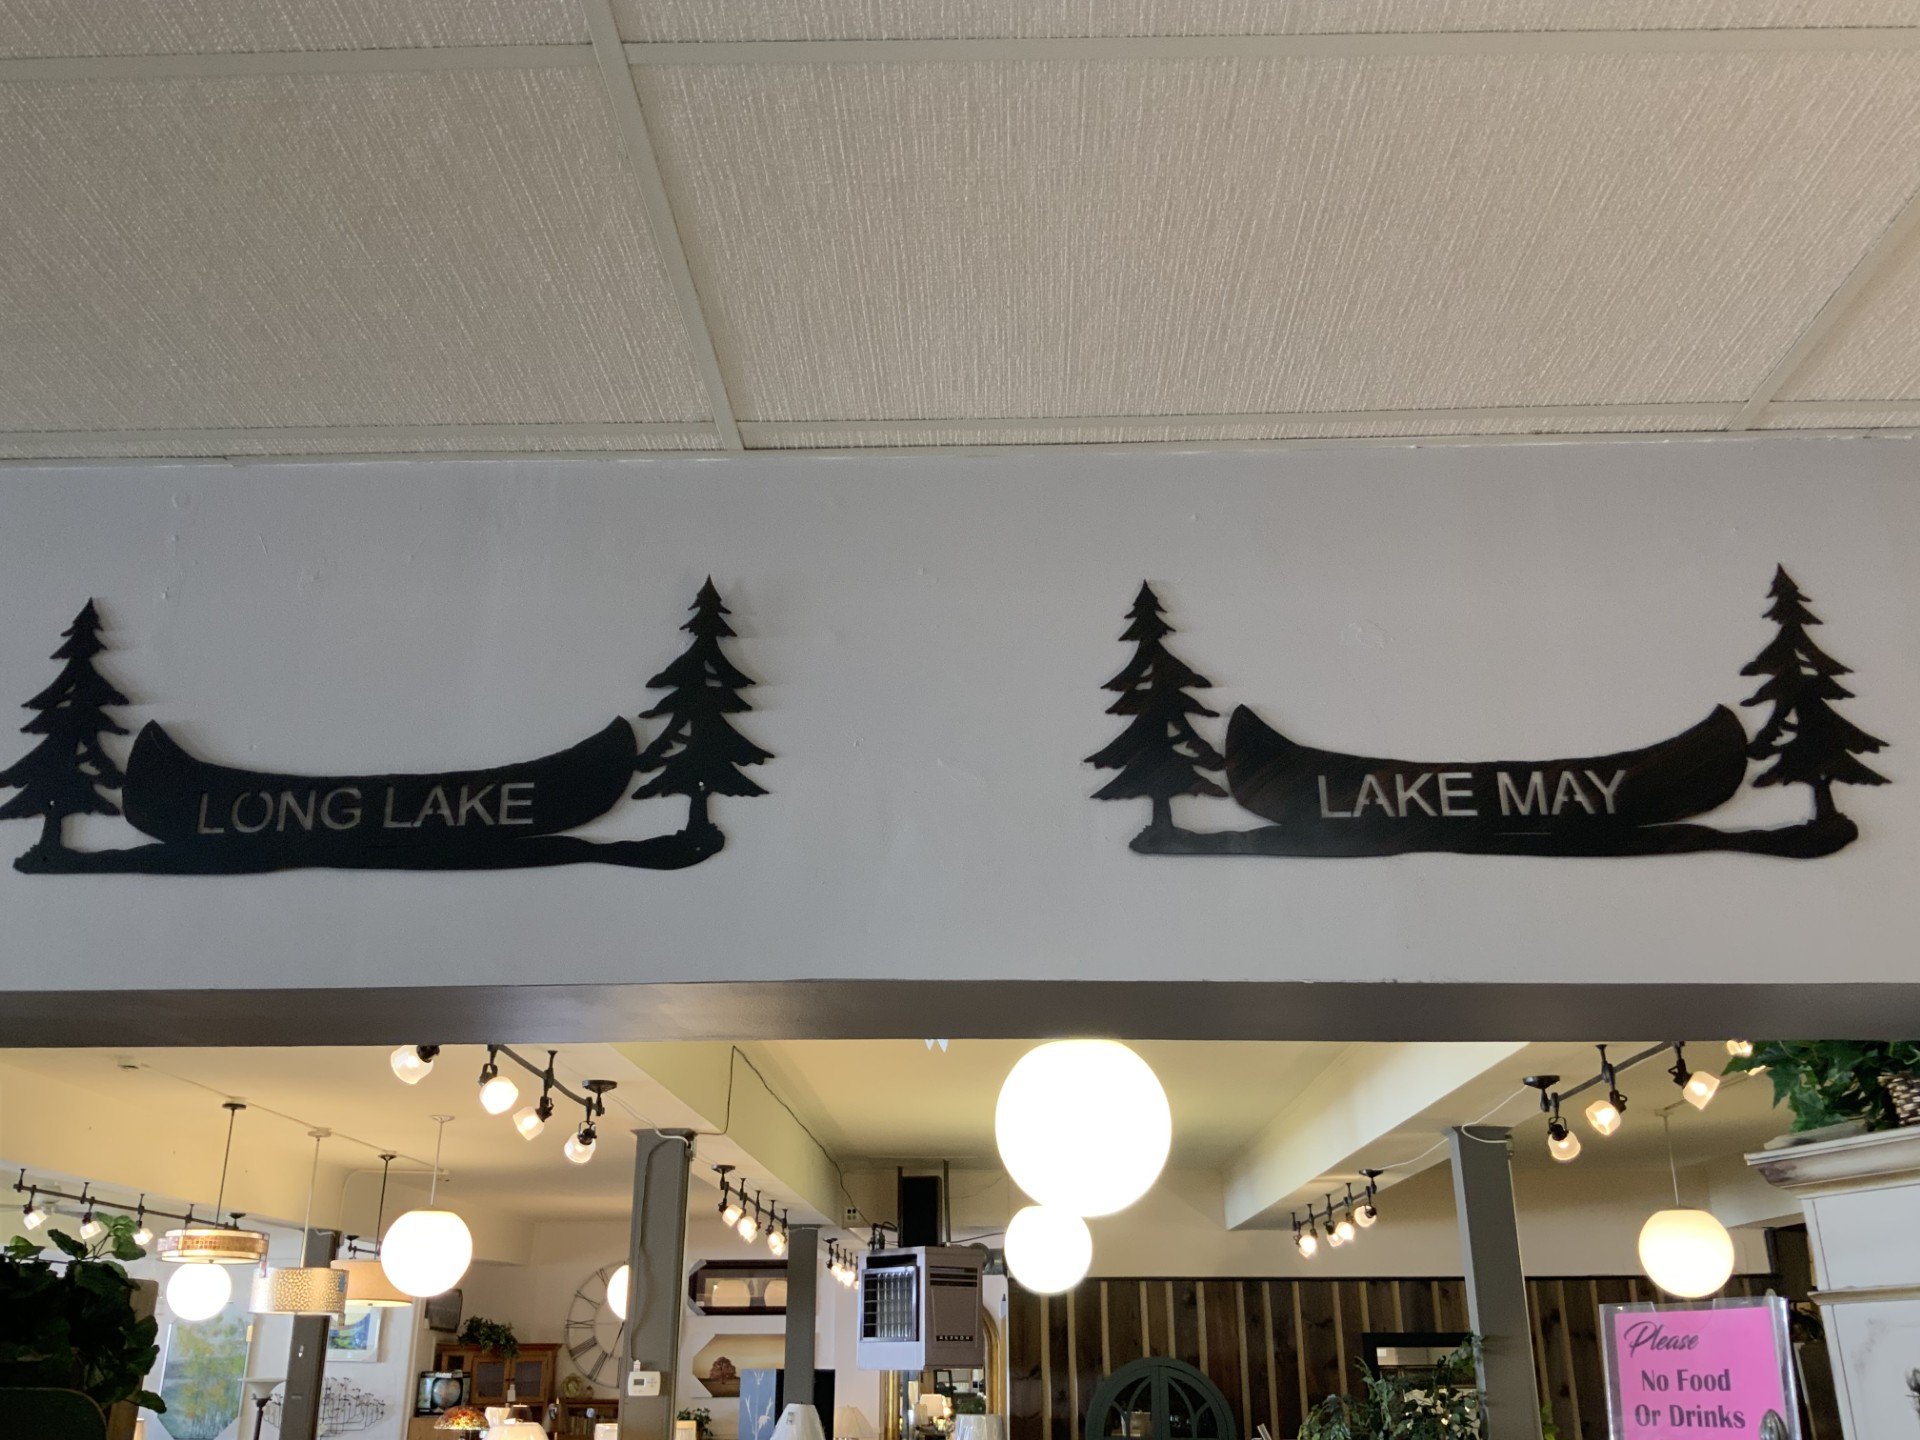 LONG LAKE
LAKE MAY
Please
No Food
Or Drinks